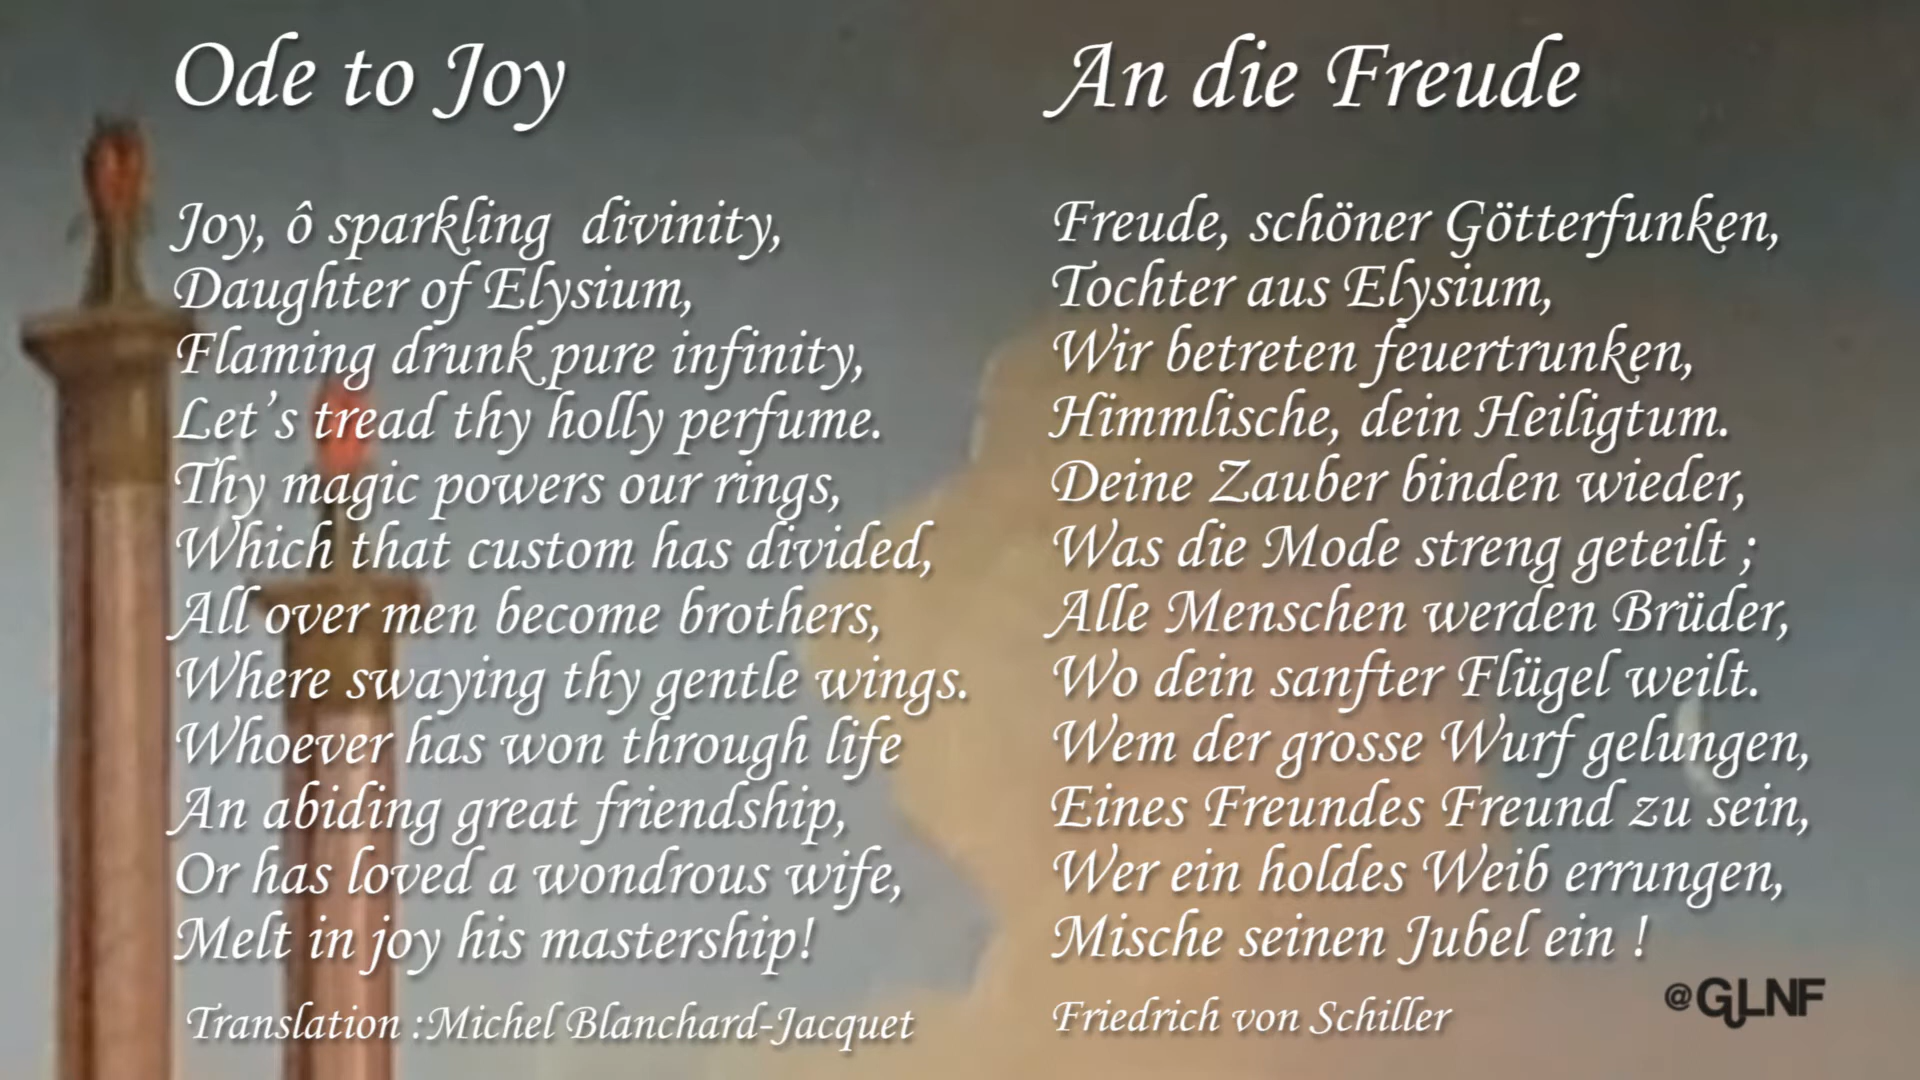 Ode to Joy
Joy, ô sparkling divinity,
Daughter of Elysium,
Flaming drunk pure infinity,
Let's tread thy holly perfume.
Thy magic powers our rings,
Which that custom has divided,
All over men become brothers,
Where swaying thy gentle wings.
Whoever has won through life
An abiding great friendship,
Or has loved a wondrous wife,
Melt in joy his mastership!
Translation :Michel Blanchard-Jacquet
An die Freude
Freude, schöner Götterfunken,
Tochter aus Elysium,
Wir betreten feuertrunken,
Himmlische, dein Heiligtum.
Deine Zauber binden wieder,
Was die Mode streng geteilt ;
Alle Menschen werden Brüder,
Wo dein sanfter Flügel weilt.
Wem der grosse Wurf gelungen,
Eines Freundes Freund zu sein,
Wer ein holdes Weib errungen,
Mische seinen Jubel ein !
Friedrich von Schiller
@GLNF